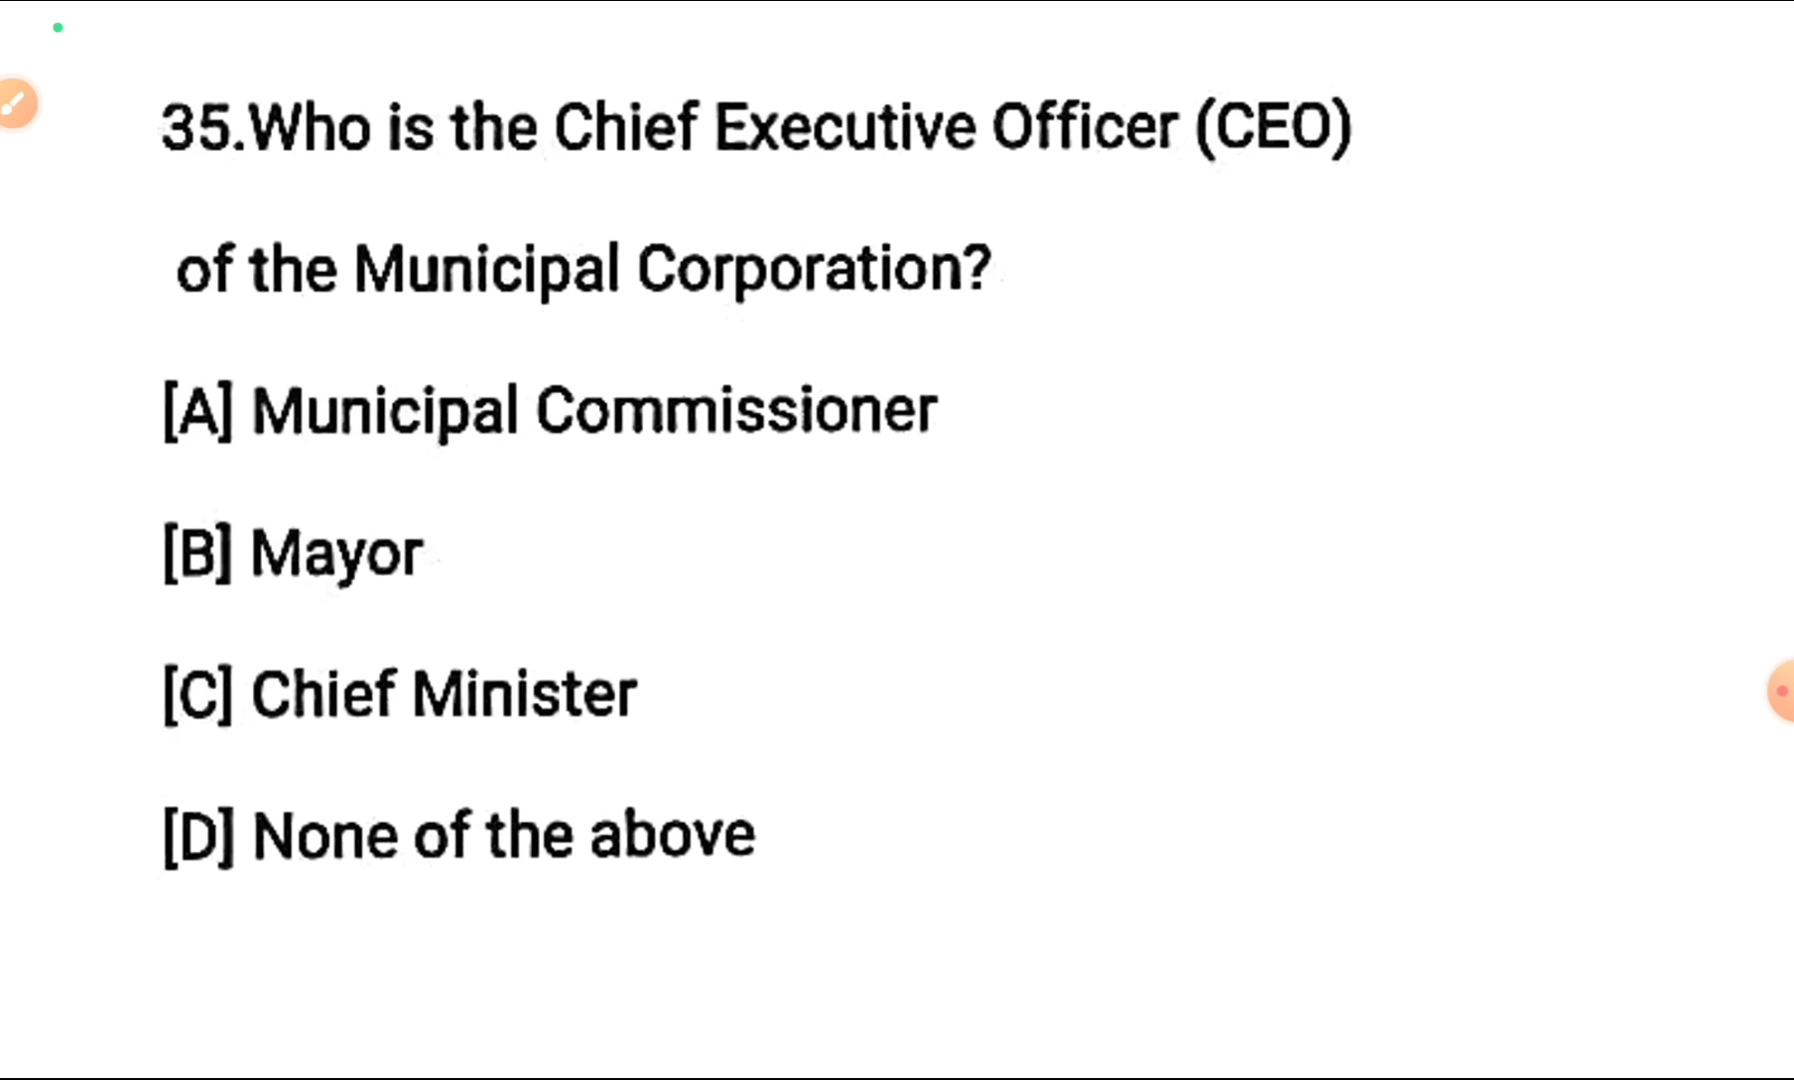 35.Who is the Chief Executive Officer (CEO)
of the Municipal Corporation?
[A] Municipal Commissioner
[B] Mayor
[C] Chief Minister
[D] None of the above